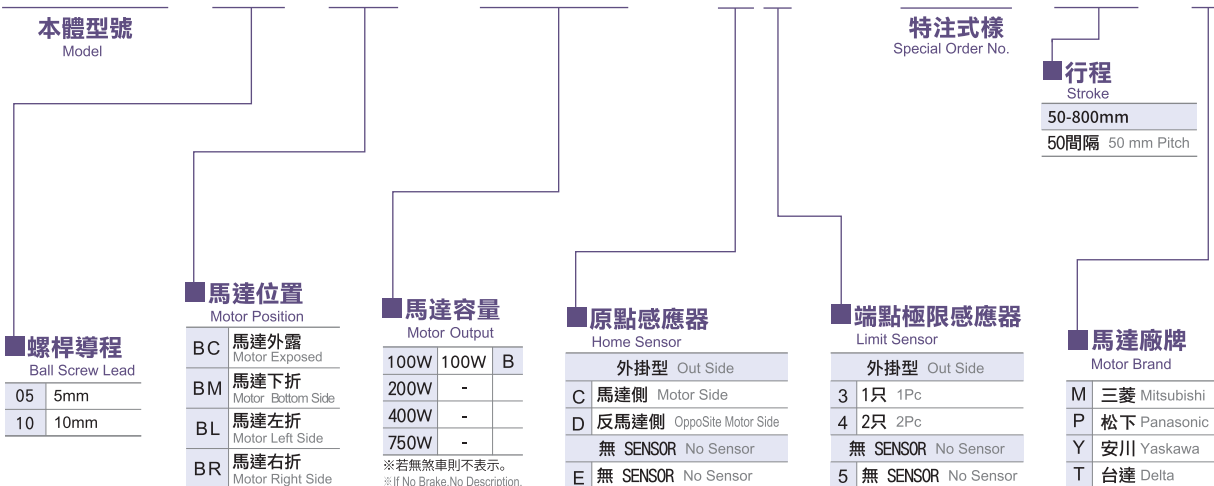 本體型號
Model
特注式樣
Special Order No.
■行程
Stroke
50-800mm
50間隔 50 mm Pitch
■螺桿導程
Ball Screw Lead
05 5mm
10 10mm
■馬達位置
Motor Position
BC 馬達外露
Motor Exposed
BM 馬達下折
Motor Bottom Side
BL 馬達左折
Motor Left Side
BR 馬達右折
Motor Right Side
■馬達容量
Motor Output
100W 100W B
200W -
400W -
750W -
※若無煞車則不表示。
※If No Brake,No Description.
■原點感應器
Home Sensor
外掛型 Out Side
C 馬達側 Motor Side
D 反馬達側 OppoSite Motor Side
無 SENSOR No Sensor
E 無 SENSOR No Sensor
■端點極限感應器
Limit Sensor
外掛型 Out Side
3 1只 1Pc
4 2只 2Pc
無 SENSOR No Sensor
5 無 SENSOR No Sensor
■馬達廠牌
Motor Brand
M 三菱 Mitsubishi
P 松下 Panasonic
Y 安川 Yaskawa
T 台達 Delta